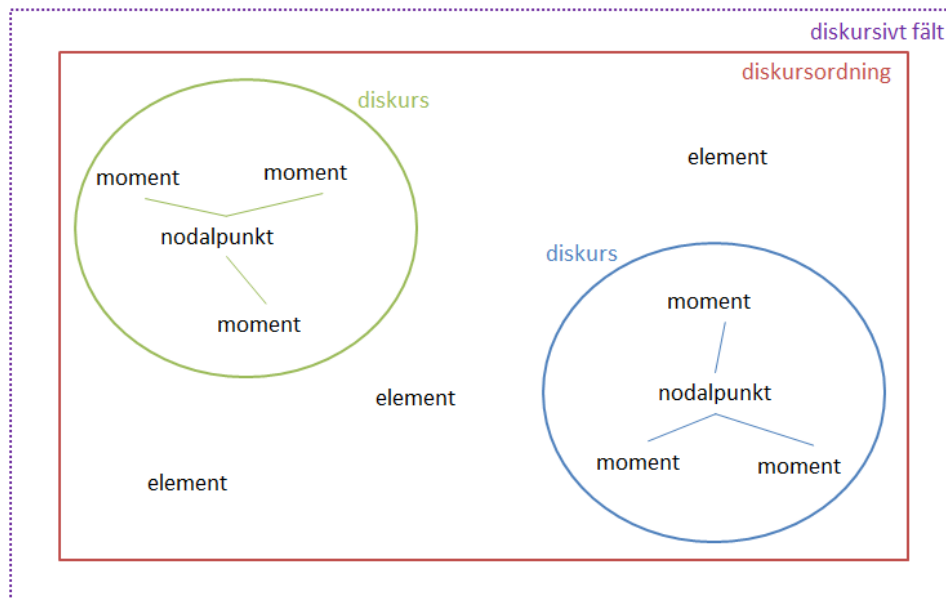 diskursivt fält
diskursordning
diskurs
moment
moment
nodalpunkt
moment
element
diskurs
moment
nodalpunkt
moment
moment
element
element